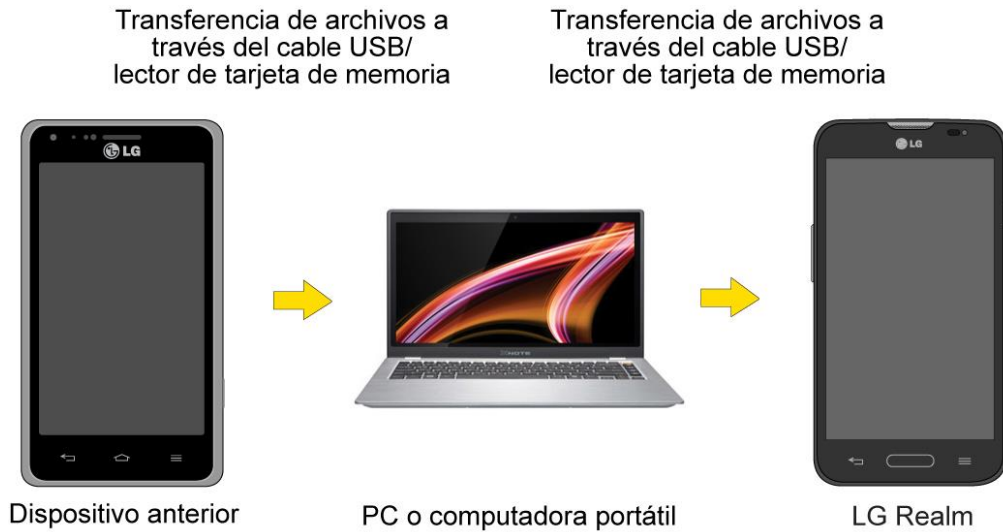 Transferencia de archivos a
través del cable USB/
lector de tarjeta de memoria
Transferencia de archivos a
través del cable USB/
lector de tarjeta de memoria
LG
LG
XNOTE
Dispositivo anterior
PC o computadora portátil
LG Realm